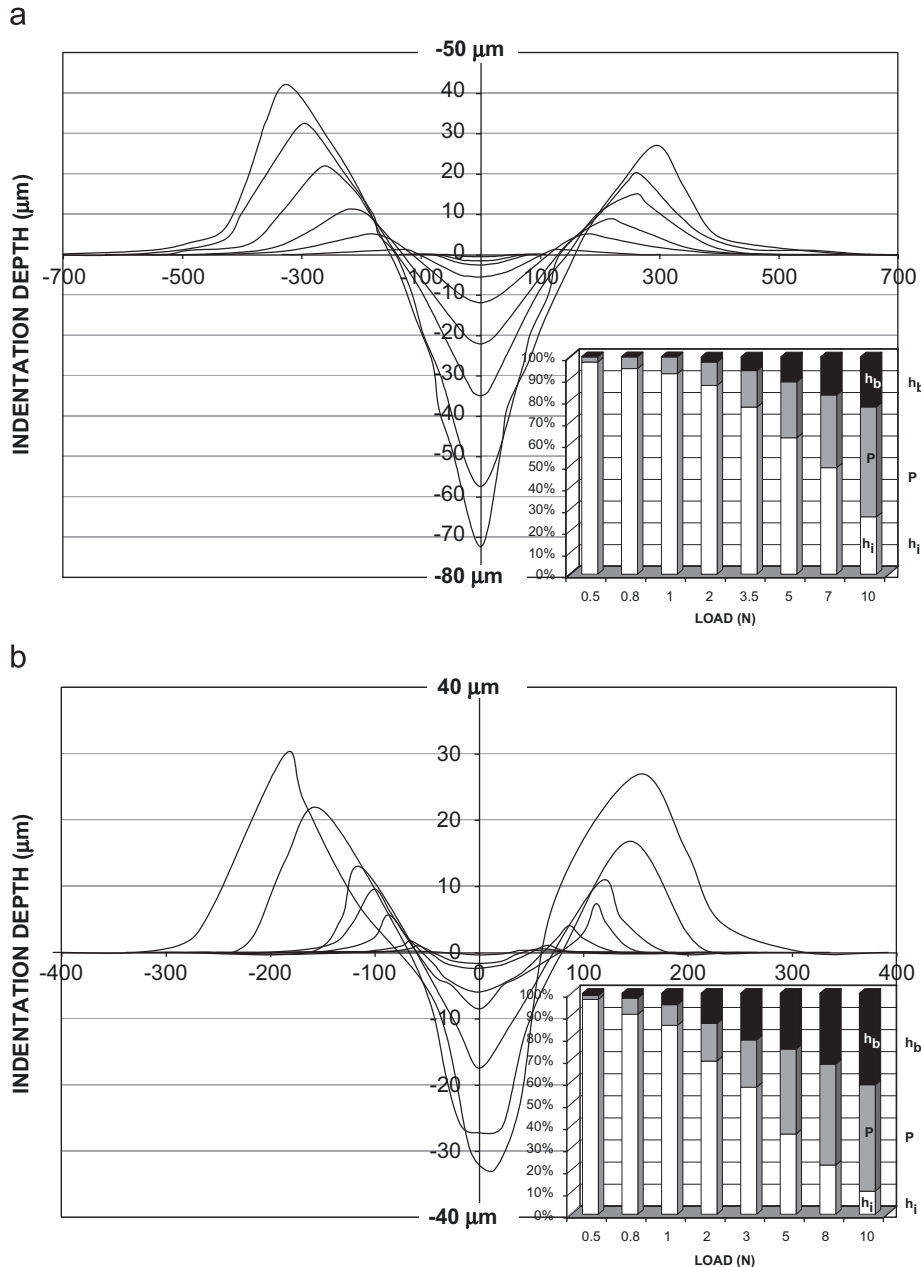 a
-50 μm
40
30
20
10
0
-700 -500 -300 -100 100 300 500 700
-10
-20
-30
-40
-50
-60
-70
-80 μm
INDENTATION DEPTH (μm)
100%
90%
80%
70%
60%
50%
40%
30%
20%
10%
0%
hb
P
hi
hb
P
hi
0.5 0.8 1 2 3.5 5 7 10
LOAD (N)
b
40 μm
30
20
10
0
-400 -300 -200 -100 0 100 200 300 400
-10
-20
-30
-40 μm
INDENTATION DEPTH (μm)
100%
90%
80%
70%
60%
50%
40%
30%
20%
10%
0%
hb
P
hi
hb
P
hi
0.5 0.8 1 2 3 5 8 10
LOAD (N)